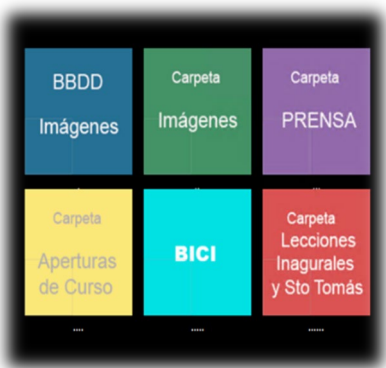 BBDD
Imágenes
Carpeta
Imágenes
Carpeta
PRENSA
Carpeta
Aperturas
de Curso
BICI
Carpeta
Lecciones
Inagurales
y Sto Tomás